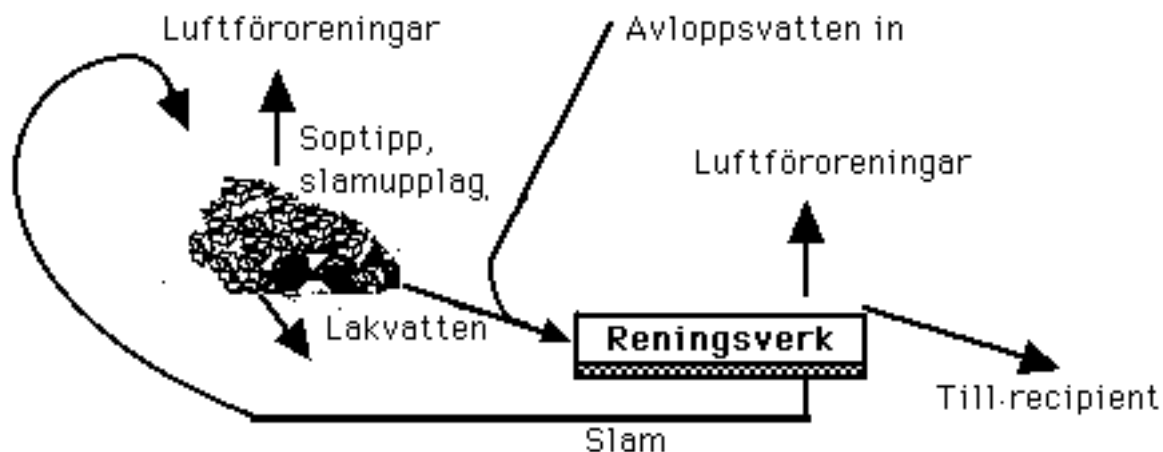 Luftföroreningar
Avloppsvatten in
Soptipp,
slamupplag,
Luftföroreningar
Lakvatten
Reningsverk
Till recipient
Slam